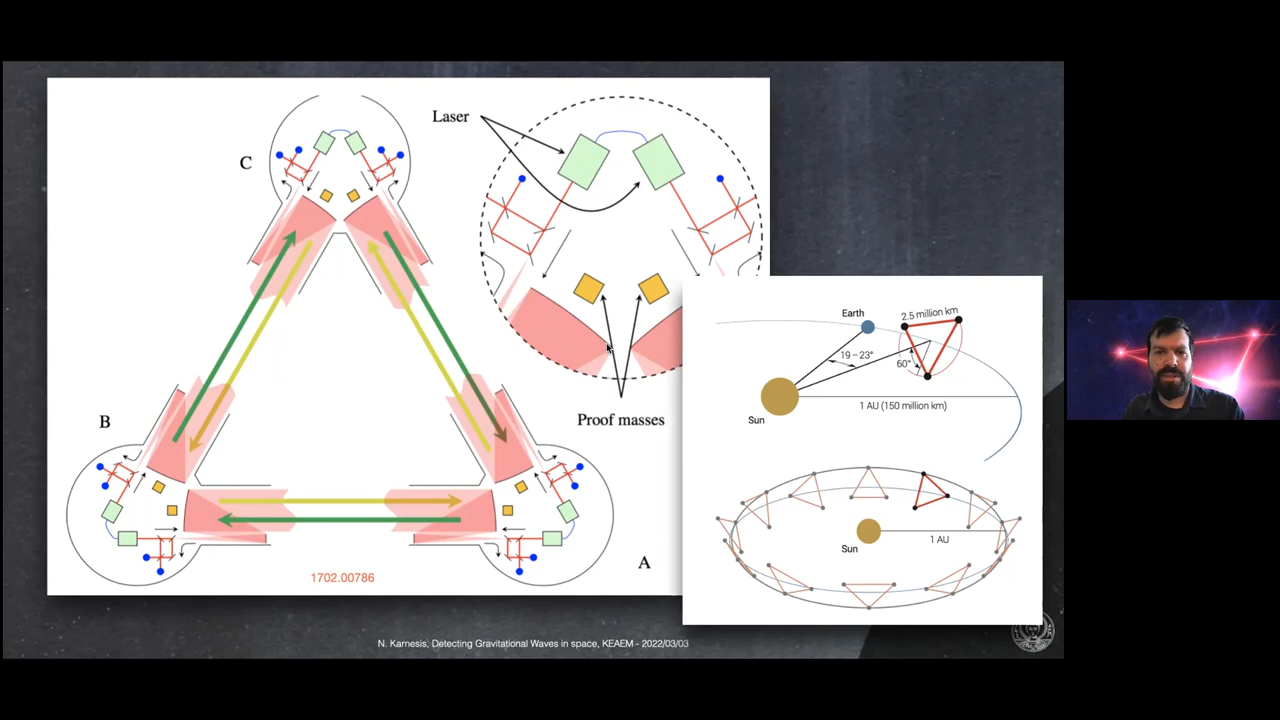 Laser
C
Proof masses
B
A
1702.00786
Earth
2.5 million km
19 – 23°
60°
1 AU (150 million km)
Sun
Sun
1 AU
N. Karnesis, Detecting Gravitational Waves in space, KEAEM - 2022/03/03